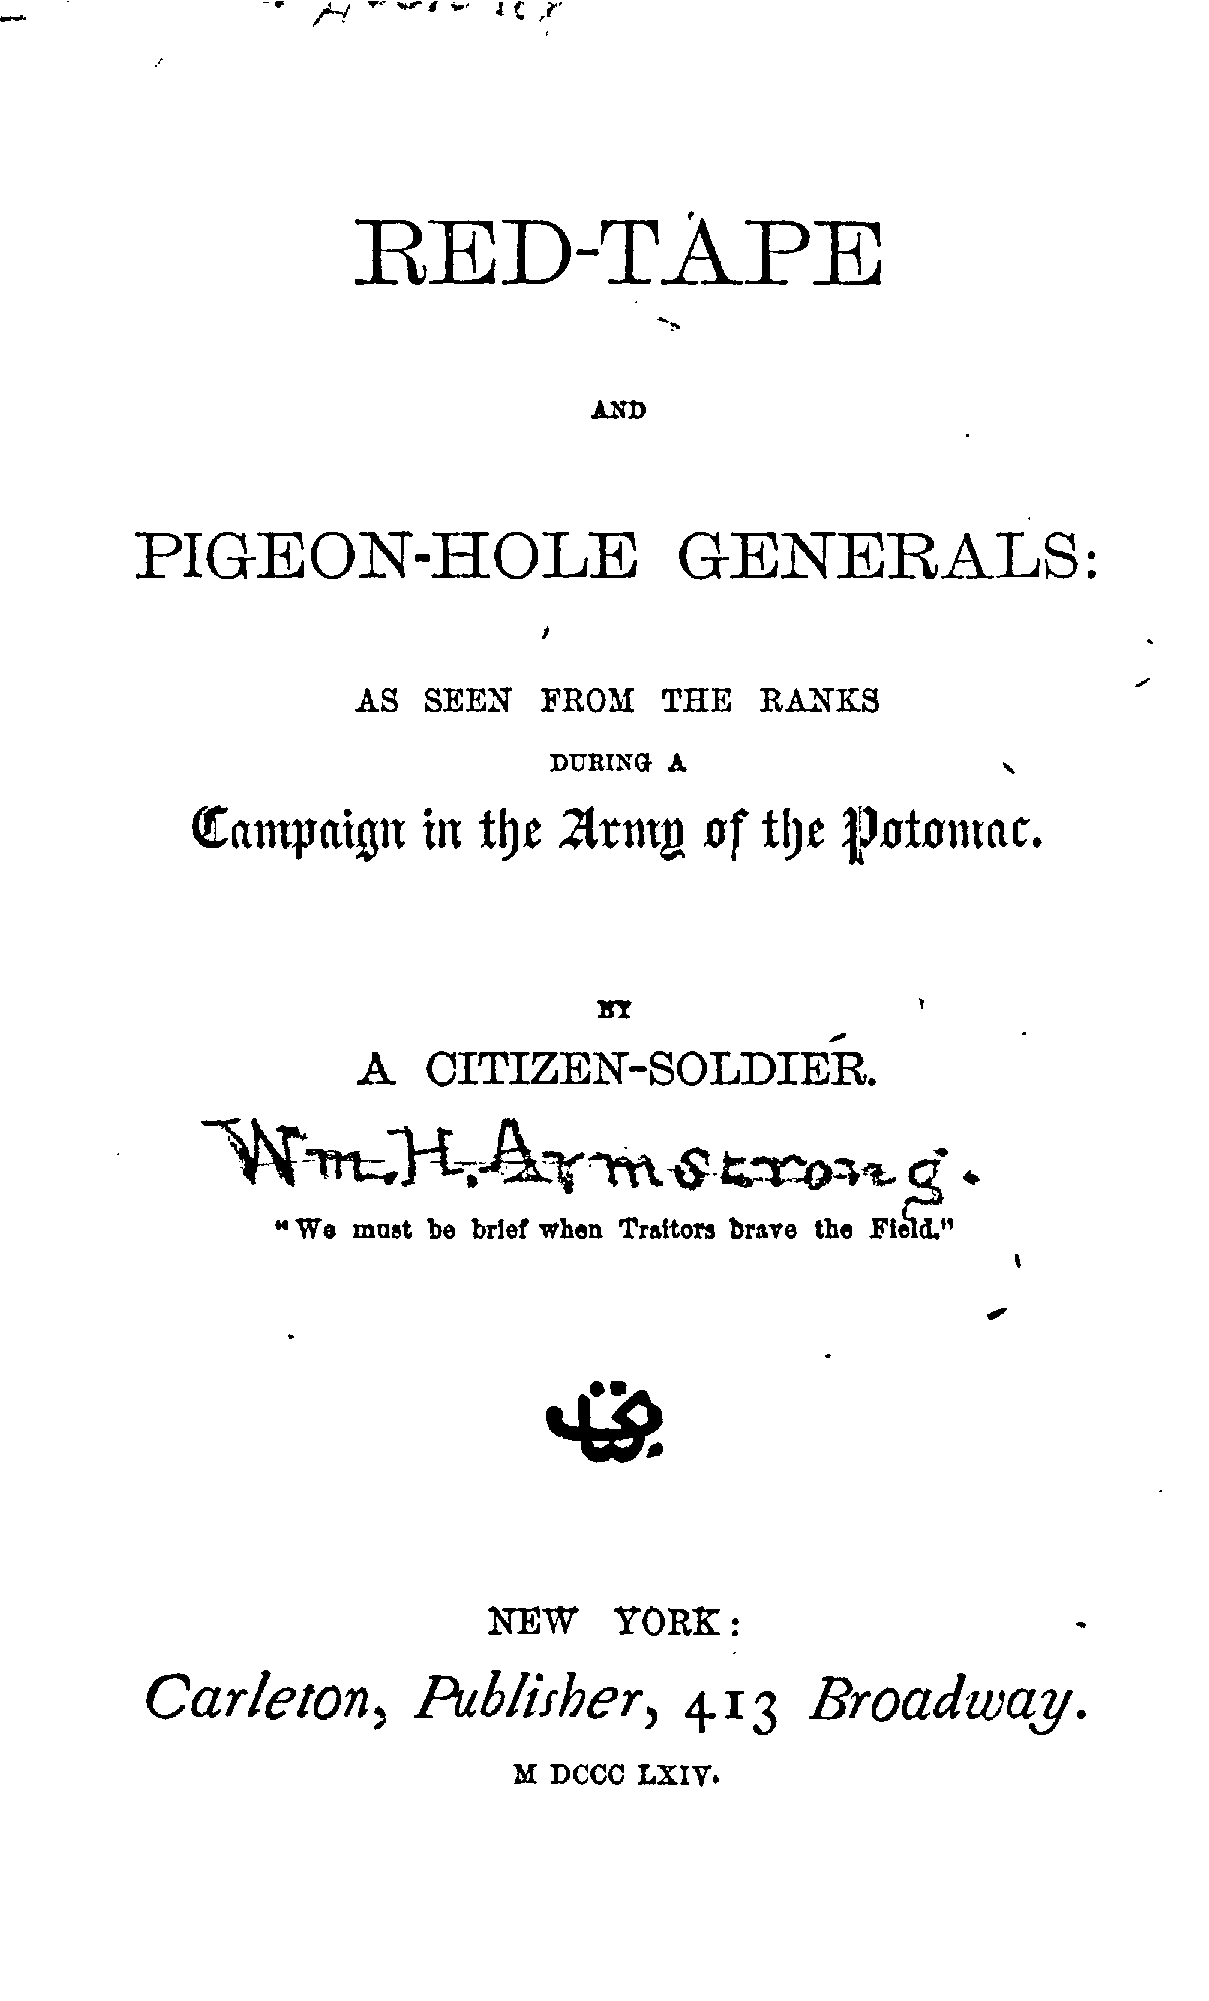 RED-TAPE
AND
PIGEON-HOLE GENERALS:
AS SEEN FROM THE RANKS
DURING A
Campaign in the Army of the Potomac.
BY
A CITIZEN-SOLDIER.
Wm. H. Armstrong.
"We must be brief when Traitors brave the Field."
NEW YORK:
Carleton, Publisher, 413 Broadway.
M DCCC LXIV.